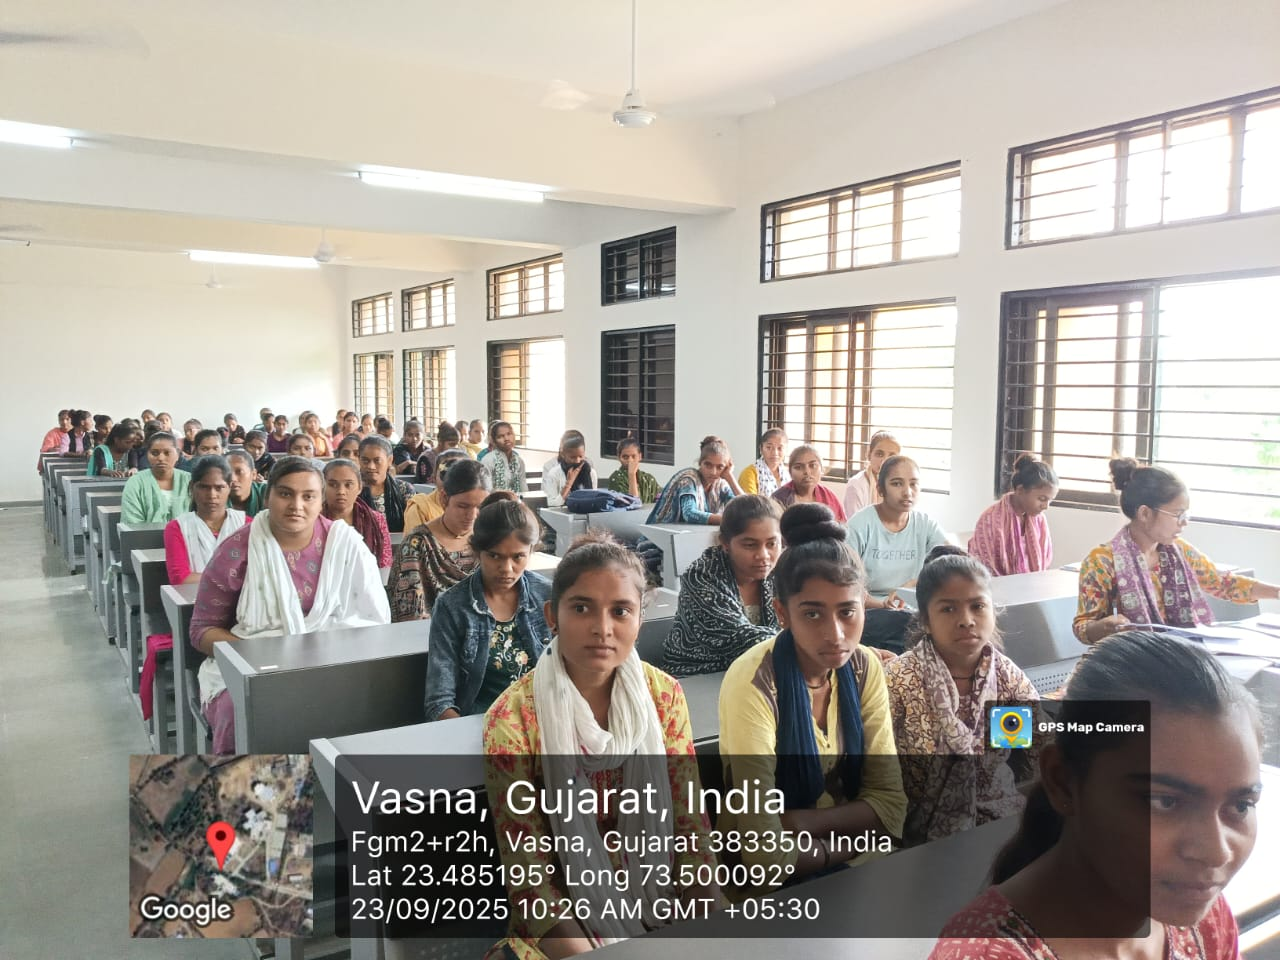 TOGETHER
GPS Map Camera
Vasna, Gujarat, India
Fgm2+r2h, Vasna, Gujarat 383350, India
Lat 23.485195° Long 73.500092°
23/09/2025 10:26 AM GMT +05:30
Google